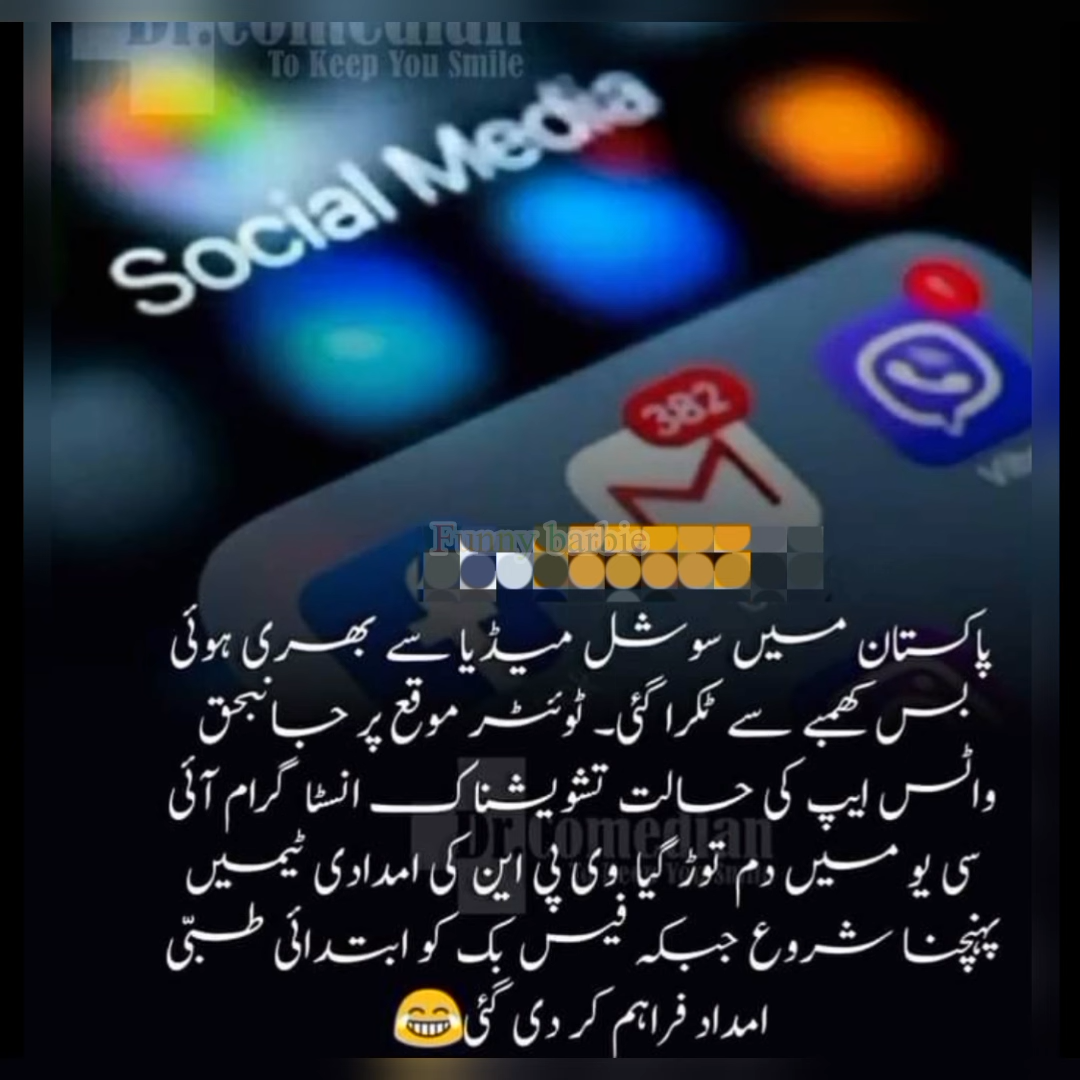 Dr.comedian
To Keep You Smile
Social Media
382
Funny barbie
پاکستان میں سوشل میڈیا سے بھری ہوئی
بس کھمبے سے ٹکرا گئی۔ ٹوئٹر موقع پر جانبحق
واٹس ایپ کی حالت تشویشناک انسٹا گرام آئی
سی یو میں دم توڑ گیا وی پی این کی امدادی ٹیمیں
پہنچنا شروع جبکہ فیس بک کو ابتدائی طبّی
امداد فراہم کر دی گئی😂
Dr.Comedian